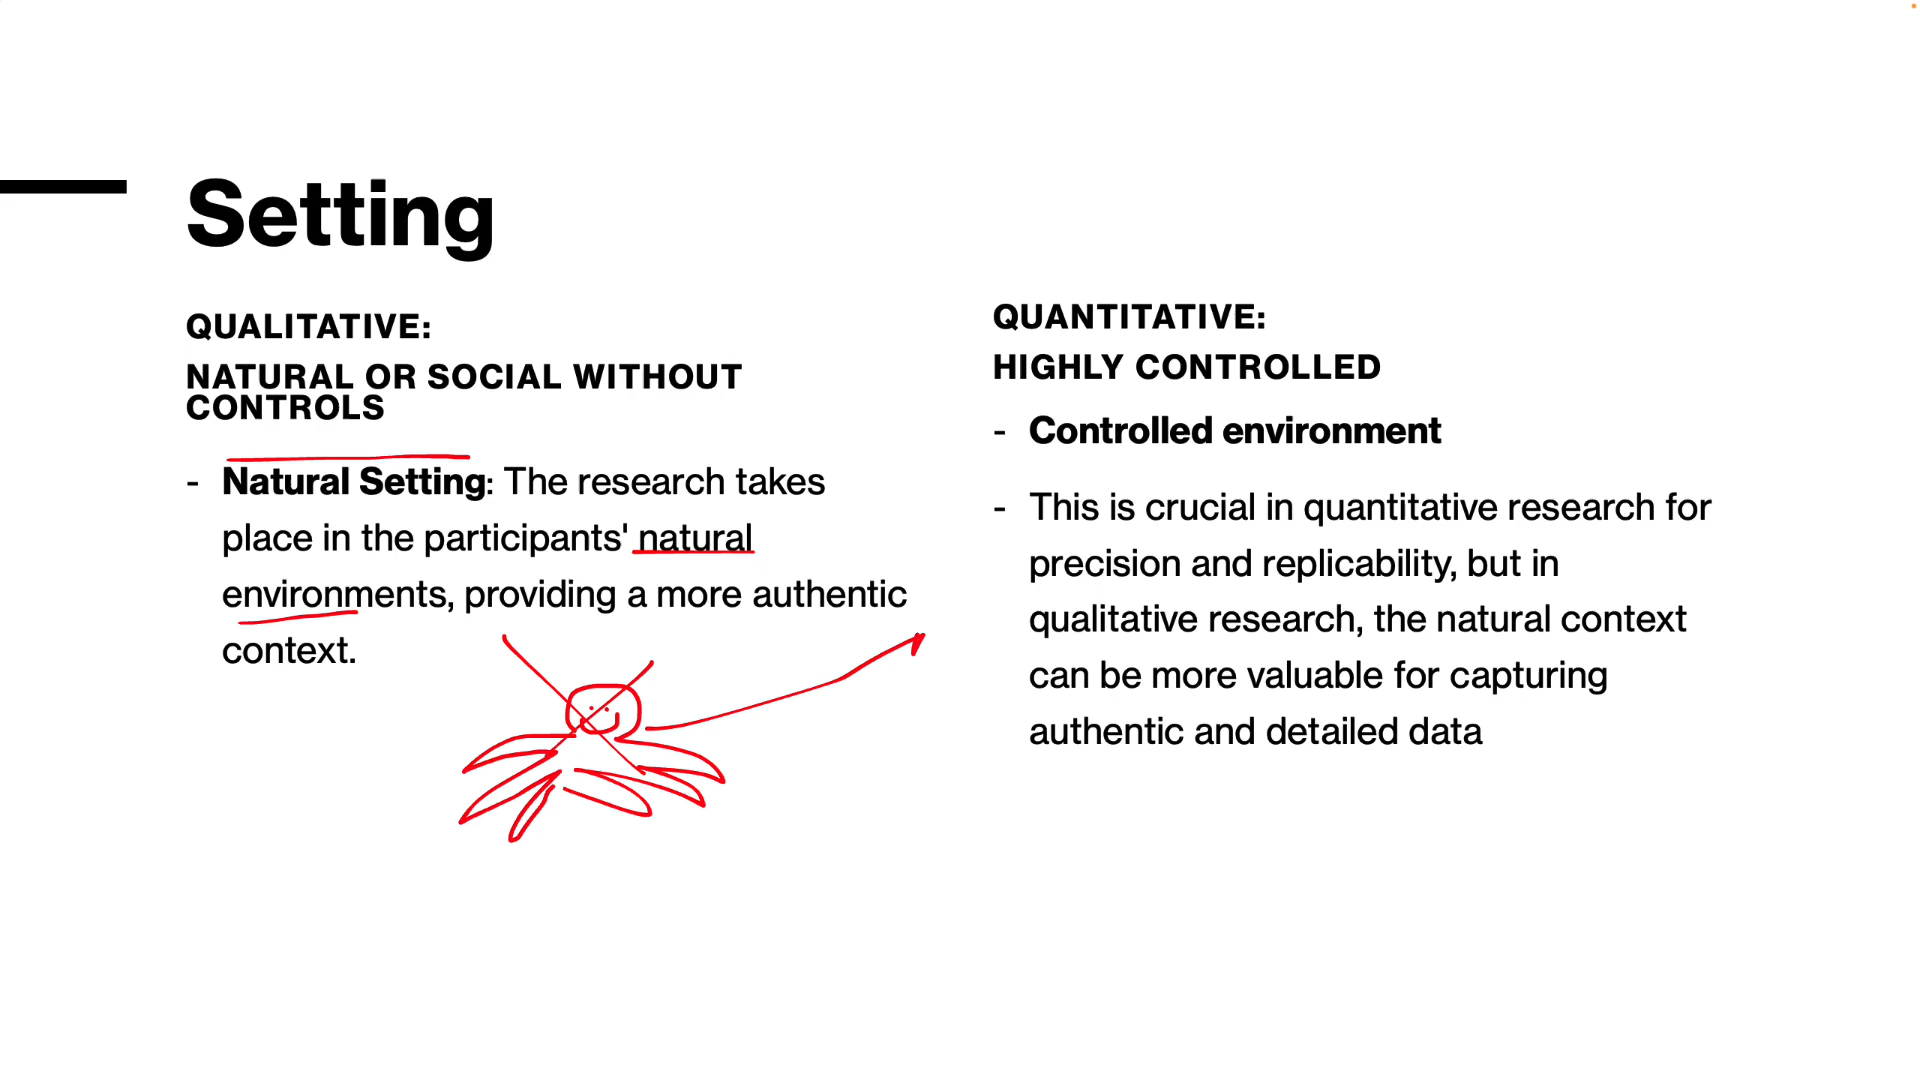 Setting
QUALITATIVE:
NATURAL OR SOCIAL WITHOUT
CONTROLS
- Natural Setting: The research takes
place in the participants' natural
environments, providing a more authentic
context.
QUANTITATIVE:
HIGHLY CONTROLLED
- Controlled environment
- This is crucial in quantitative research for
precision and replicability, but in
qualitative research, the natural context
can be more valuable for capturing
authentic and detailed data